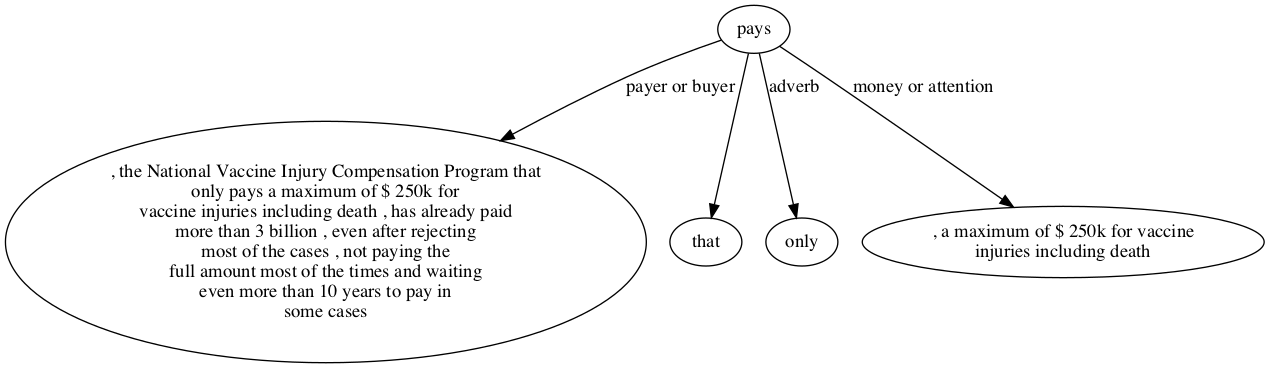 pays
payer or buyer
adverb
money or attention
, the National Vaccine Injury Compensation Program that
only pays a maximum of $ 250k for
vaccine injuries including death , has already paid
more than 3 billion , even after rejecting
most of the cases , not paying the
full amount most of the times and waiting
even more than 10 years to pay in
some cases
that
only
, a maximum of $ 250k for vaccine
injuries including death